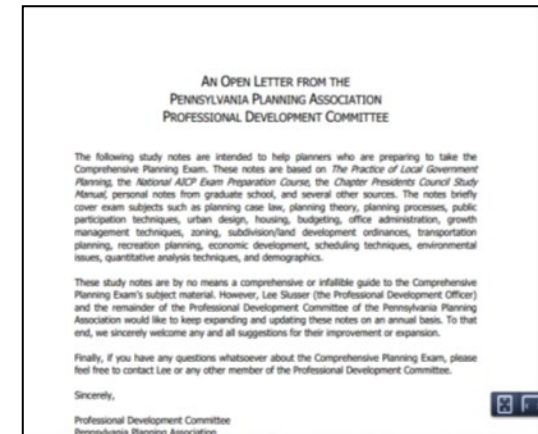 AN OPEN LETTER FROM THE
PENNSYLVANIA PLANNING ASSOCIATION
PROFESSIONAL DEVELOPMENT COMMITTEE
The following study notes are intended to help planners who are preparing to take the
Comprehensive Planning Exam. These notes are based on The Practice of Local Government
Planning, the National AICP Exam Preparation Course, the Chapter Presidents Council Study
Manual, personal notes from graduate school, and several other sources. The notes briefly
cover exam subjects such as planning case law, planning theory, planning processes, public
participation techniques, urban design, housing, budgeting, office administration, growth
management techniques, zoning, subdivision/land development ordinances, transportation
planning, recreation planning, economic development, scheduling techniques, environmental
issues, quantitative analysis techniques, and demographics.
These study notes are by no means a comprehensive or infallible guide to the Comprehensive
Planning Exam's subject material. However, Lee Slusser (the Professional Development Officer)
and the remainder of the Professional Development Committee of the Pennsylvania Planning
Association would like to keep expanding and updating these notes on an annual basis. To that
end, we sincerely welcome any and all suggestions for their improvement or expansion.
Finally, if you have any questions whatsoever about the Comprehensive Planning Exam, please
feel free to contact Lee or any other member of the Professional Development Committee.
Sincerely,
Professional Development Committee
Pennsylvania Planning Association